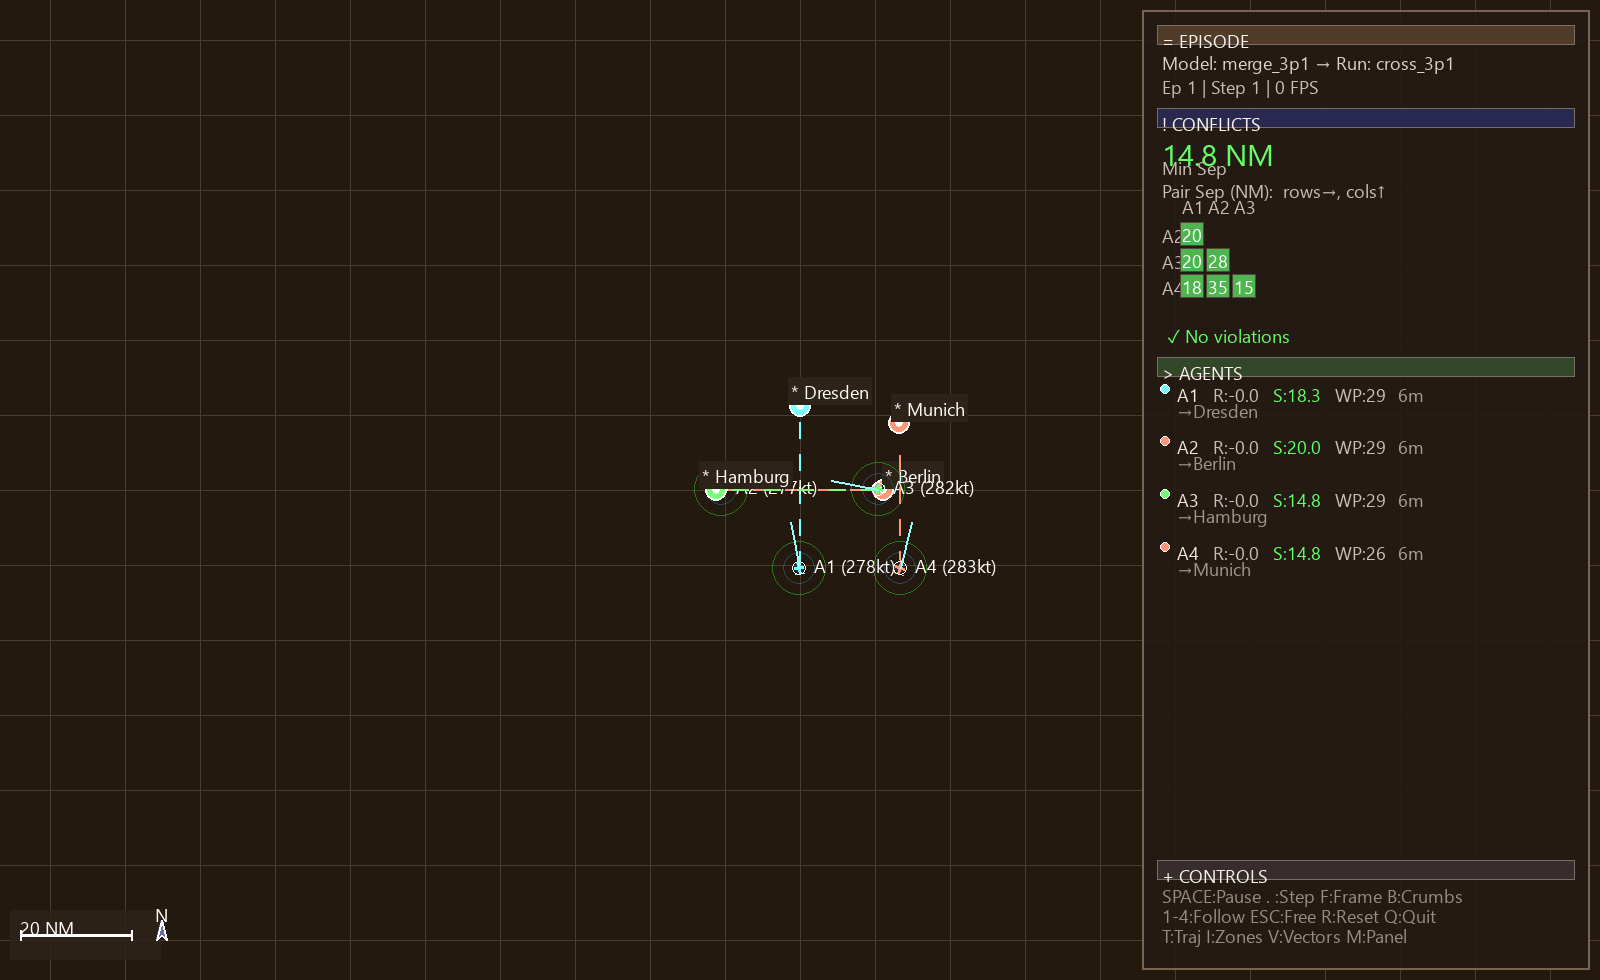 = EPISODE
Model: merge_3p1 → Run: cross_3p1
Ep 1 | Step 1 | 0 FPS
! CONFLICTS
14.8 NM
Min Sep
Pair Sep (NM):  rows→, cols↑
A1 A2 A3
A2 20
A3 20 28
A4 18 35 15
✓ No violations
> AGENTS
A1 R:-0.0 S:18.3 WP:29 6m
→Dresden
A2 R:-0.0 S:20.0 WP:29 6m
→Berlin
A3 R:-0.0 S:14.8 WP:29 6m
→Hamburg
A4 R:-0.0 S:14.8 WP:26 6m
→Munich
* Dresden
* Munich
* Hamburg
* Berlin
A2 (277kt)
A3 (282kt)
A1 (278kt)
A4 (283kt)
+ CONTROLS
SPACE:Pause . :Step F:Frame B:Crumbs
1-4:Follow ESC:Free R:Reset Q:Quit
T:Traj I:Zones V:Vectors M:Panel
20 NM
N